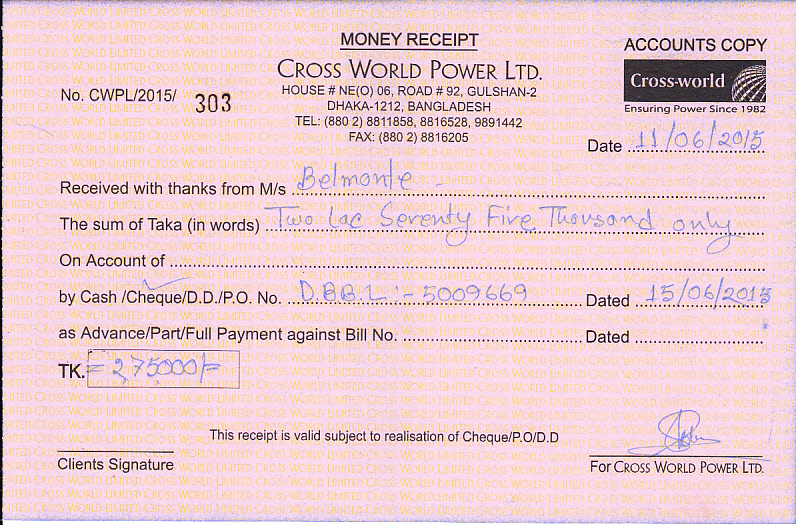 MONEY RECEIPT
ACCOUNTS COPY
CROSS WORLD POWER LTD.
Cross-world
Ensuring Power Since 1982
No. CWPL/2015/ 303
HOUSE # NE(O) 06, ROAD # 92, GULSHAN-2
DHAKA-1212, BANGLADESH
TEL: (880 2) 8811858, 8816528, 9891442
FAX: (880 2) 8816205
Date 11/06/2015
Received with thanks from M/s Belmonte
The sum of Taka (in words) Two lac Seventy Five Thousand only
On Account of
by Cash /Cheque/D.D./P.O. No. D.B.B.L :- 5009669 Dated 15/06/2015
as Advance/Part/Full Payment against Bill No. Dated
TK. = 2,75000/=
This receipt is valid subject to realisation of Cheque/P.O/D.D
Clients Signature
For CROSS WORLD POWER LTD.